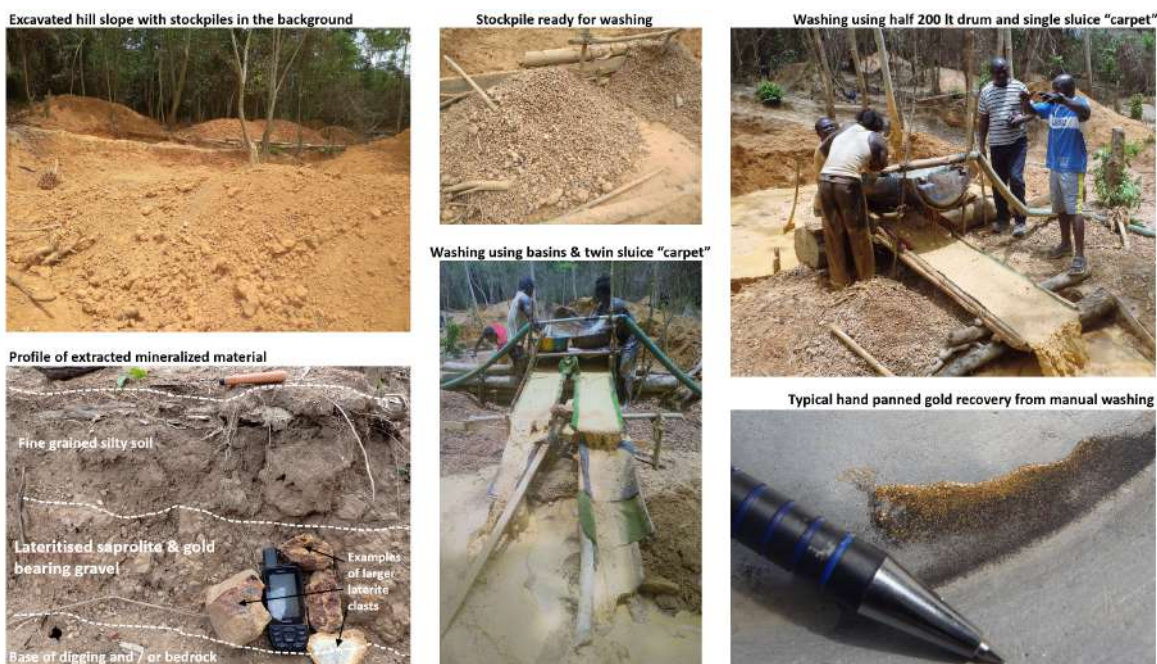 Excavated hill slope with stockpiles in the background
Stockpile ready for washing
Washing using half 200 lt drum and single sluice “carpet”
Washing using basins & twin sluice “carpet”
Profile of extracted mineralized material
Fine grained silty soil
Lateritised saprolite & gold
bearing gravel
Examples
of larger
laterite
clasts
Base of digging and / or bedrock
Typical hand panned gold recovery from manual washing